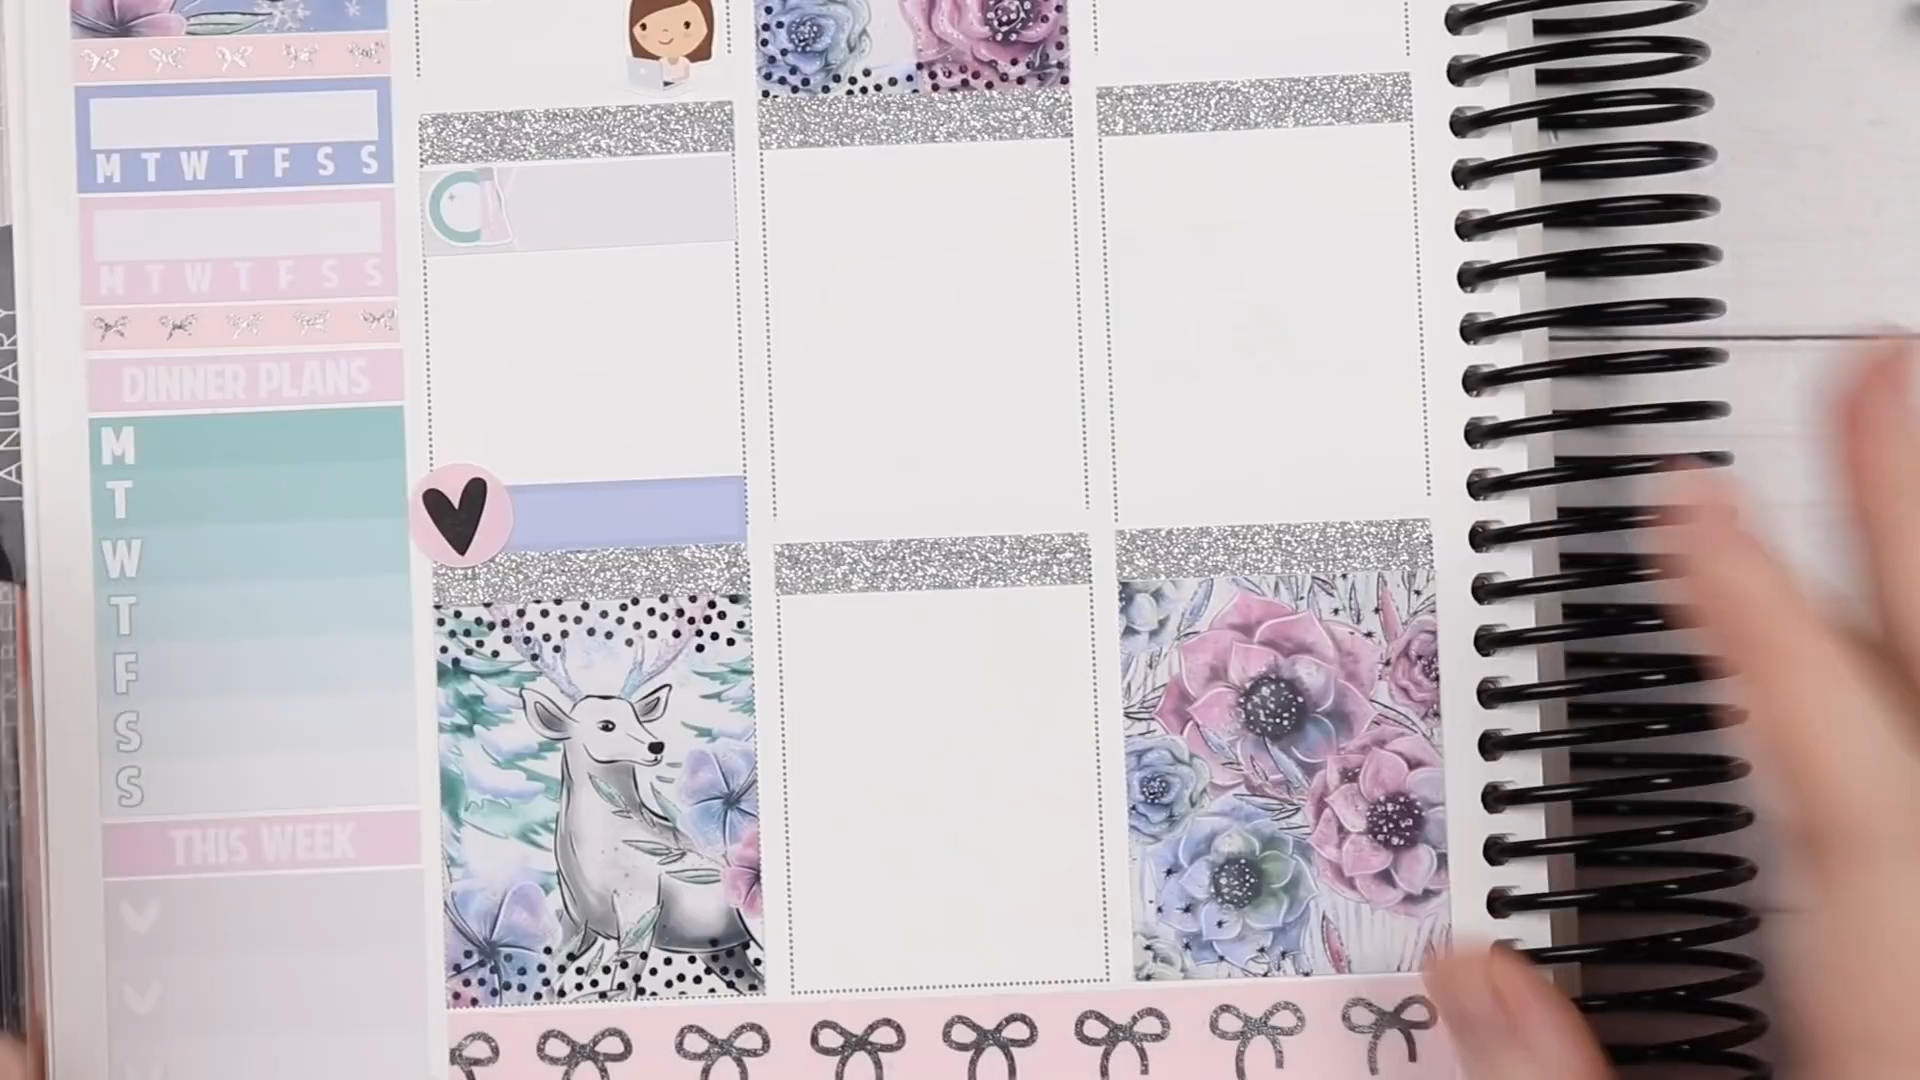 M T W T F S S
M T W T F S S
DINNER PLANS
M
T
W
T
F
S
S
THIS WEEK
JANUARY